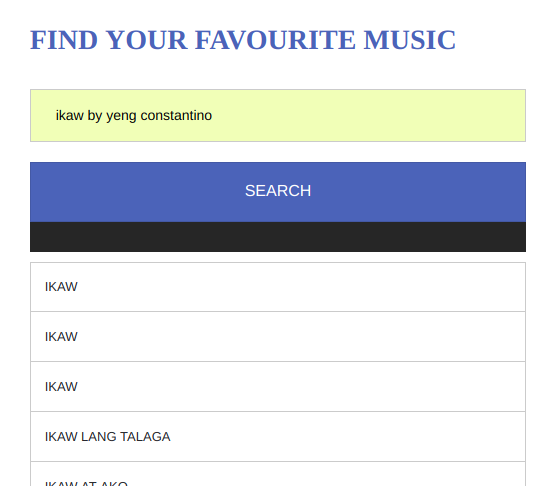 FIND YOUR FAVOURITE MUSIC
ikaw by yeng constantino
SEARCH
IKAW
IKAW
IKAW
IKAW LANG TALAGA
IKAW AT AKO